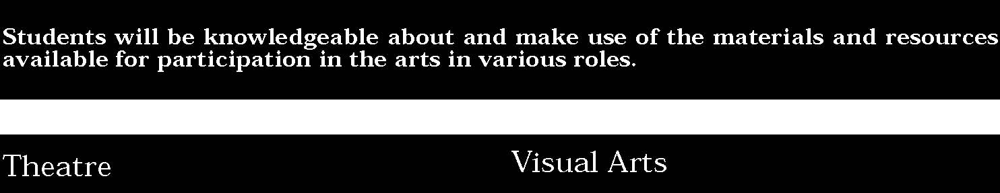 Students will be knowledgeable about and make use of the materials and resources
available for participation in the arts in various roles.
Theatre
Visual Arts